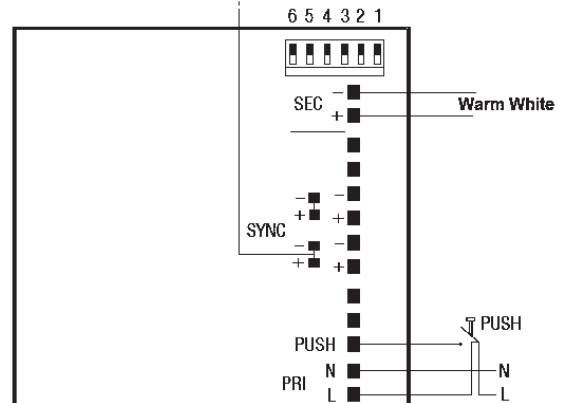 6 5 4 3 2 1
SEC − Warm White
+
− −
+ +
SYNC
− −
+ +
PUSH PUSH
N N
PRI
L L